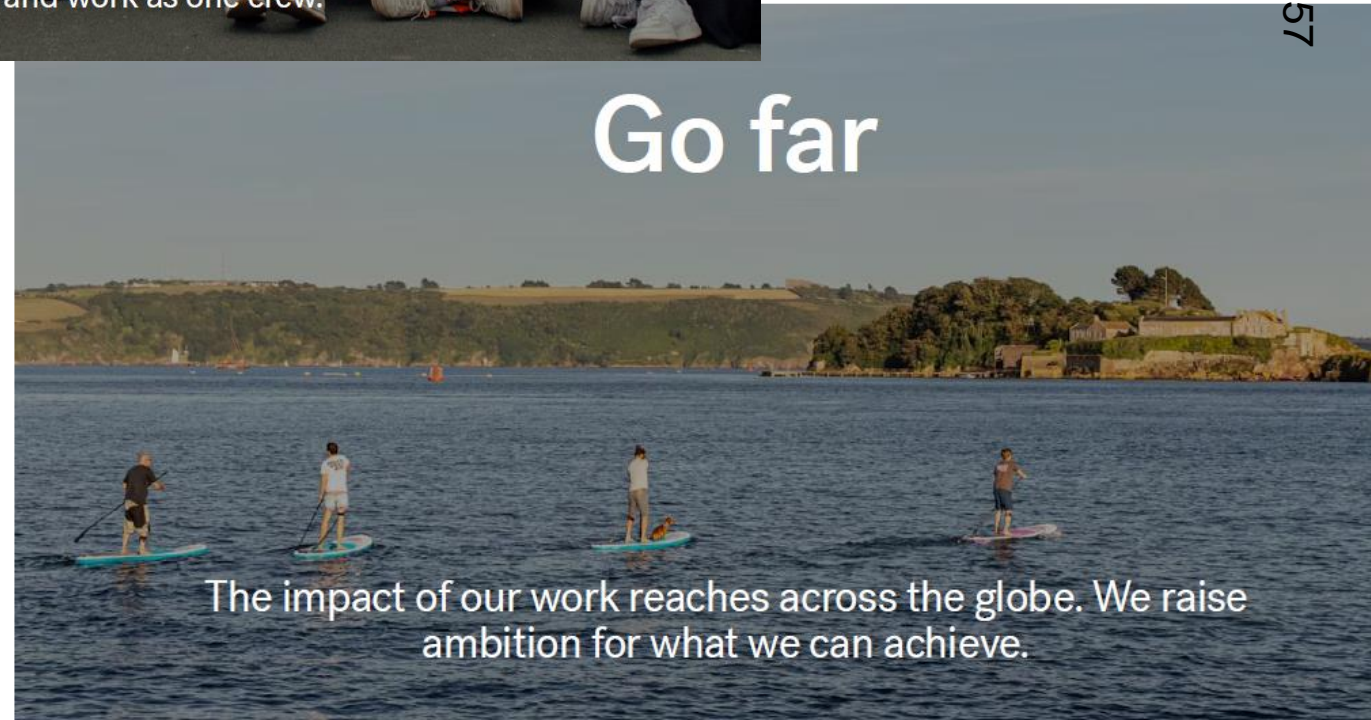 and work as one crew.
57
Go far
The impact of our work reaches across the globe. We raise
ambition for what we can achieve.